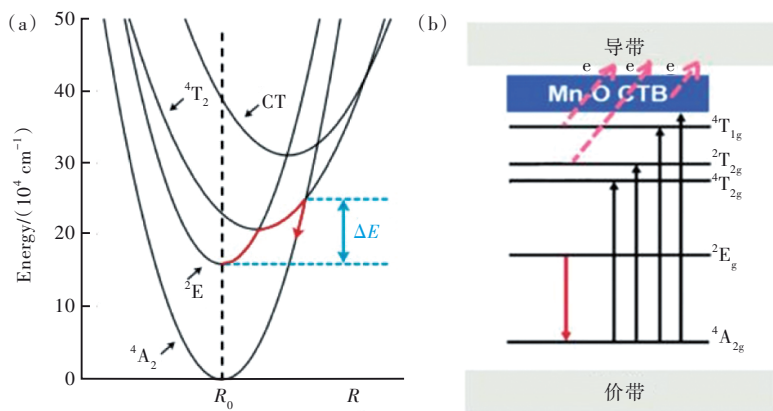 (a)
50
40
30
20
10
0
Energy/(10⁴ cm⁻¹)
⁴T₂
CT
ΔE
²E
⁴A₂
R₀
R
(b)
导带
e e e
Mn-O CTB
⁴T₁g
²T₂g
⁴T₂g
²Eg
⁴A₂g
价带